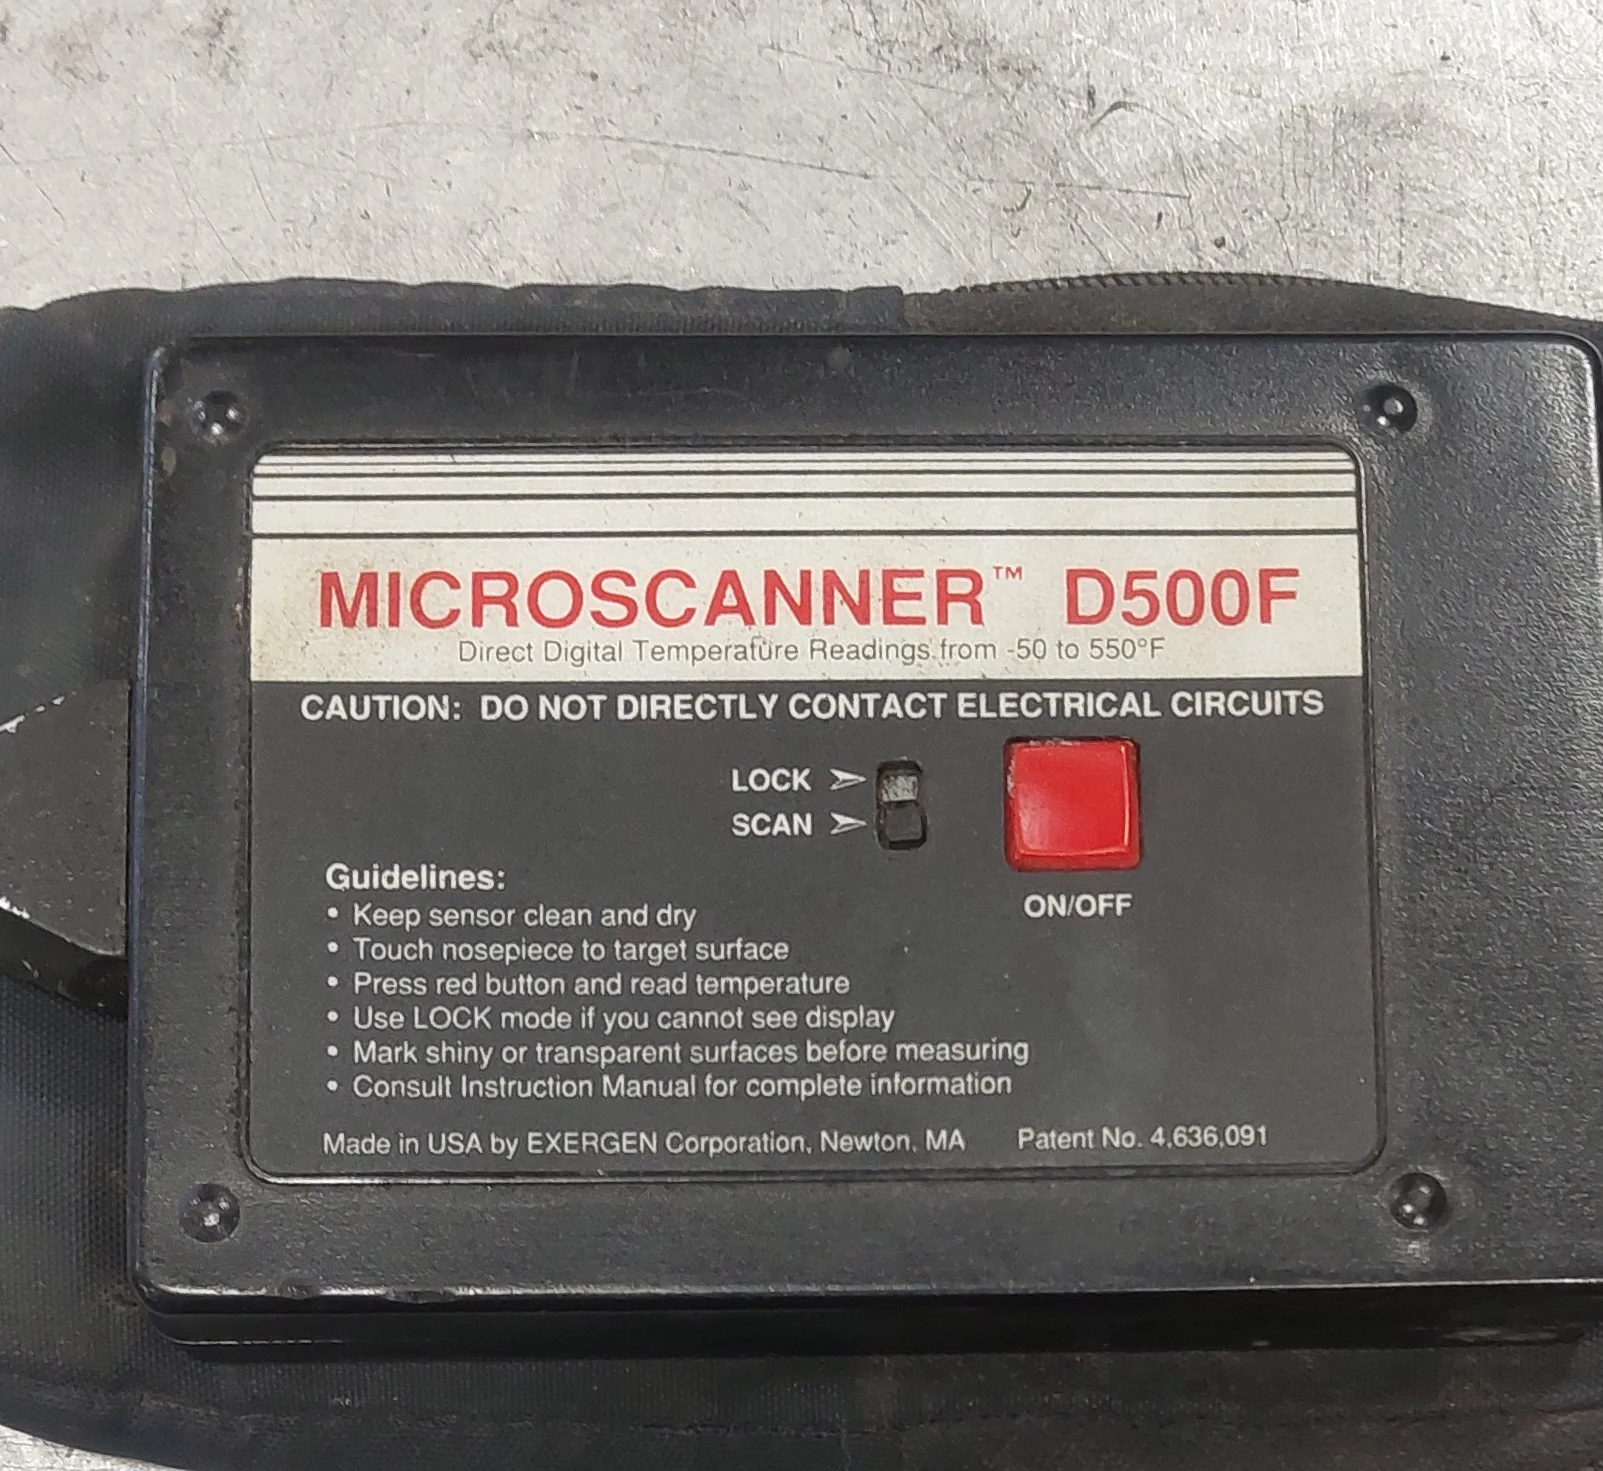 MICROSCANNER™ D500F
Direct Digital Temperature Readings from -50 to 550°F
CAUTION: DO NOT DIRECTLY CONTACT ELECTRICAL CIRCUITS
LOCK
SCAN
ON/OFF
Guidelines:
• Keep sensor clean and dry
• Touch nosepiece to target surface
• Press red button and read temperature
• Use LOCK mode if you cannot see display
• Mark shiny or transparent surfaces before measuring
• Consult Instruction Manual for complete information
Made in USA by EXERGEN Corporation, Newton, MA Patent No. 4,636,091